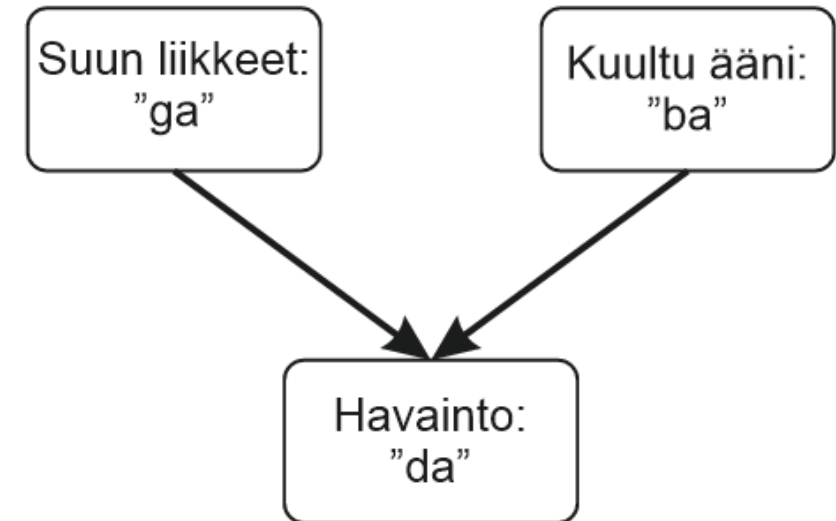 Suun liikkeet:
”ga”
Kuultu ääni:
”ba”
Havainto:
”da”